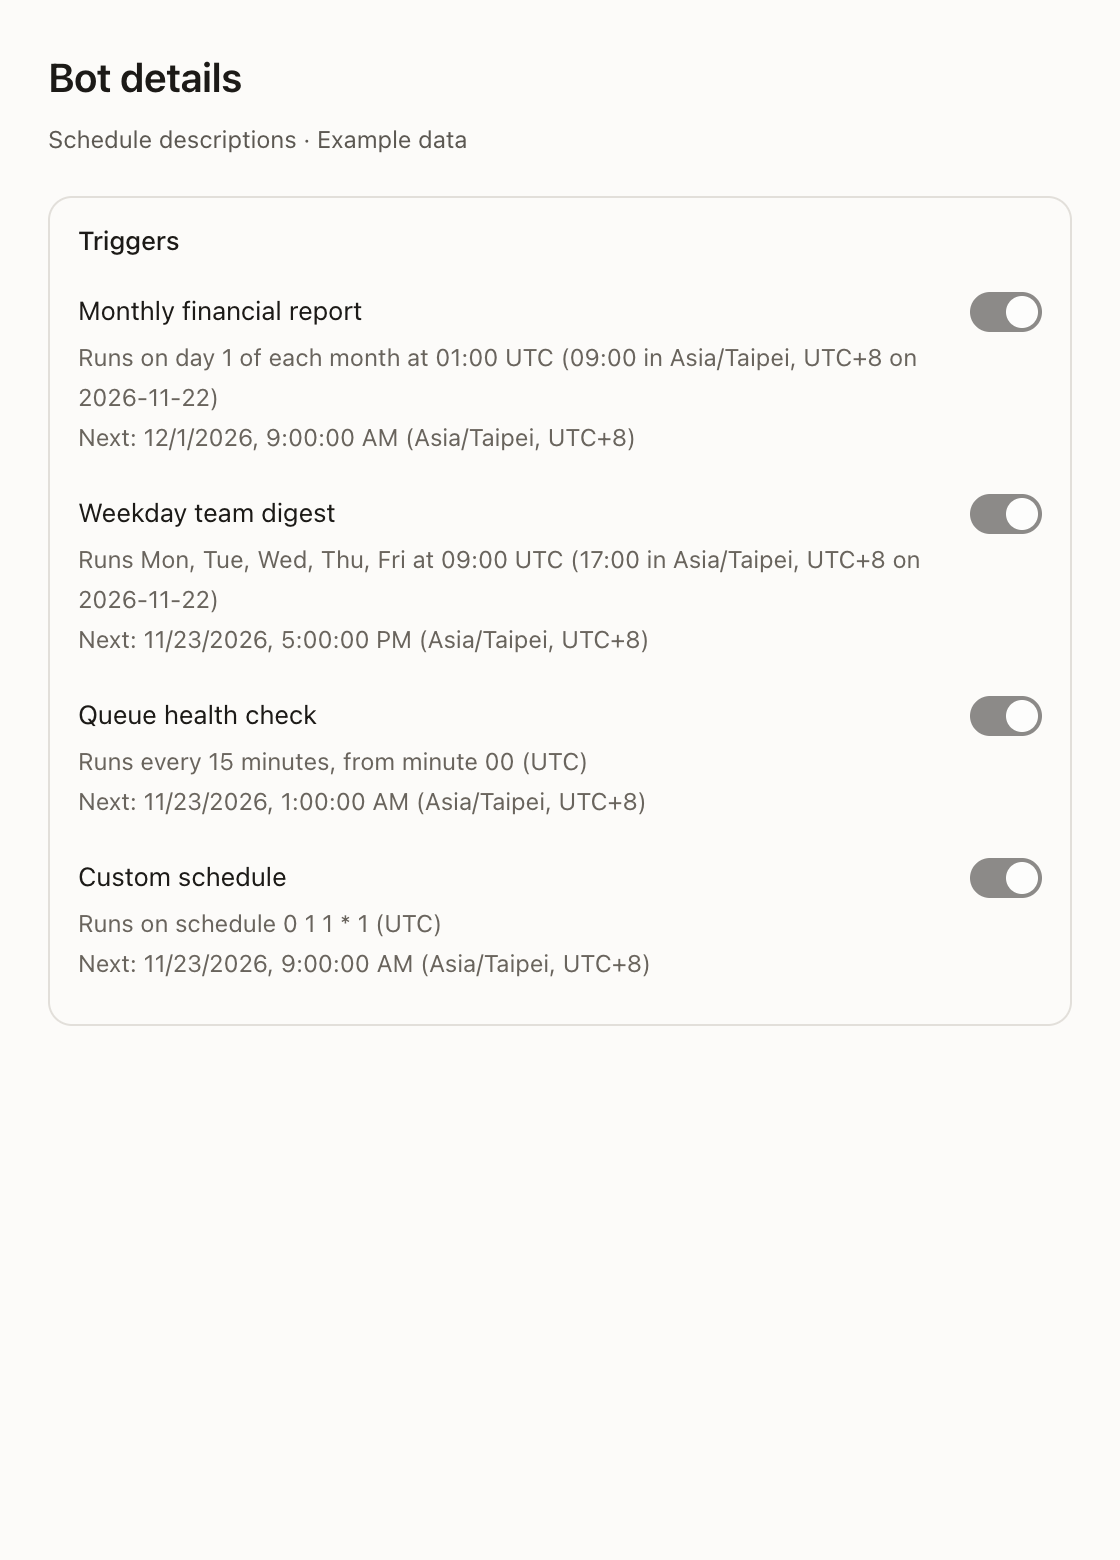 Bot details
Schedule descriptions · Example data
Triggers
Monthly financial report
Runs on day 1 of each month at 01:00 UTC (09:00 in Asia/Taipei, UTC+8 on
2026-11-22)
Next: 12/1/2026, 9:00:00 AM (Asia/Taipei, UTC+8)
Weekday team digest
Runs Mon, Tue, Wed, Thu, Fri at 09:00 UTC (17:00 in Asia/Taipei, UTC+8 on
2026-11-22)
Next: 11/23/2026, 5:00:00 PM (Asia/Taipei, UTC+8)
Queue health check
Runs every 15 minutes, from minute 00 (UTC)
Next: 11/23/2026, 1:00:00 AM (Asia/Taipei, UTC+8)
Custom schedule
Runs on schedule 0 1 1 * 1 (UTC)
Next: 11/23/2026, 9:00:00 AM (Asia/Taipei, UTC+8)